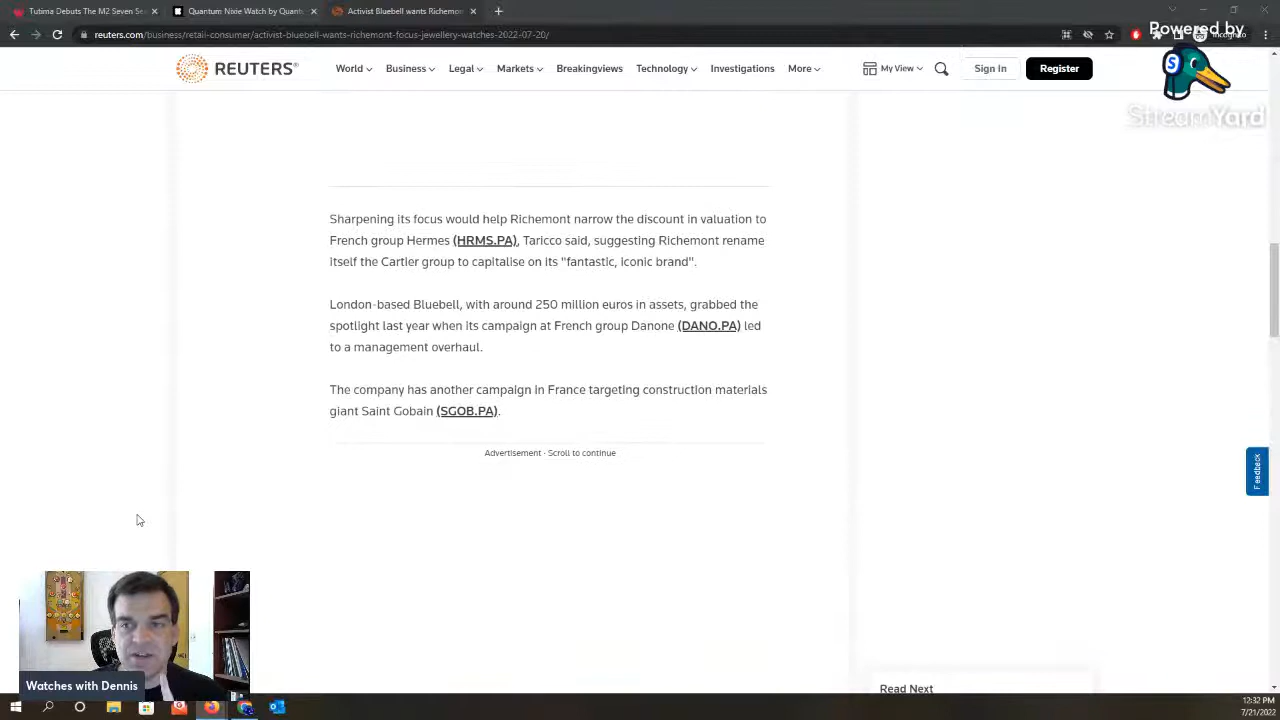 Tutima Debuts The M2 Seven Sea
Quantum Nixie Watch by Quant
Activist Bluebell wants Richemon
reuters.com/business/retail-consumer/activist-bluebell-wants-richemont-focus-jewellery-watches-2022-07-20/
Powered by
REUTERS®
World
Business
Legal
Markets
Breakingviews
Technology
Investigations
More
My View
Sign In
Register
S
StreamYard
Sharpening its focus would help Richemont narrow the discount in valuation to
French group Hermes (HRMS.PA), Taricco said, suggesting Richemont rename
itself the Cartier group to capitalise on its "fantastic, iconic brand".
London-based Bluebell, with around 250 million euros in assets, grabbed the
spotlight last year when its campaign at French group Danone (DANO.PA) led
to a management overhaul.
The company has another campaign in France targeting construction materials
giant Saint Gobain (SGOB.PA).
Advertisement · Scroll to continue
Feedback
Read Next
Watches with Dennis
12:32 PM
7/21/2022